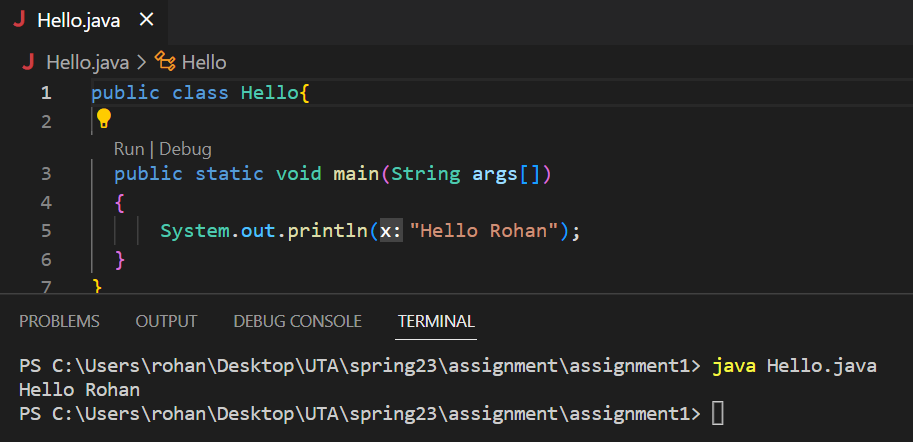 Hello.java
Hello.java > Hello
1 public class Hello{
2
Run | Debug
3 public static void main(String args[])
4 {
5 System.out.println(x: "Hello Rohan");
6 }
7 }
PROBLEMS OUTPUT DEBUG CONSOLE TERMINAL
PS C:\Users\rohan\Desktop\UTA\spring23\assignment\assignment1> java Hello.java
Hello Rohan
PS C:\Users\rohan\Desktop\UTA\spring23\assignment\assignment1>